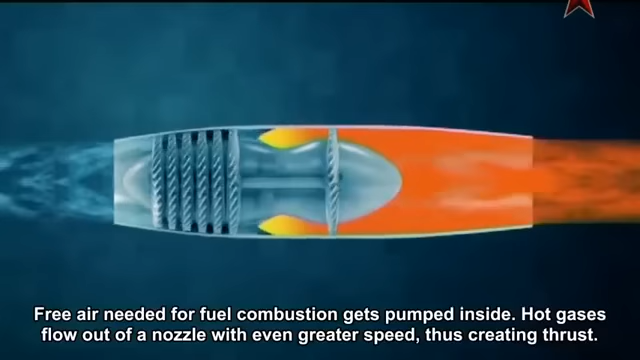 Free air needed for fuel combustion gets pumped inside. Hot gases
flow out of a nozzle with even greater speed, thus creating thrust.